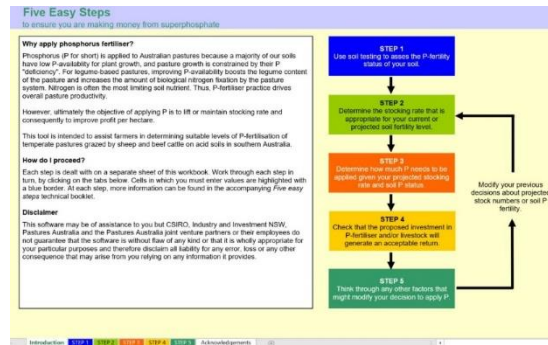 Five Easy Steps
to ensure you are making money from superphosphate
Why apply phosphorus fertiliser?
Phosphorus (P for short) is applied to Australian pastures because a majority of our soils
have low P-availability for plant growth, and pasture growth is constrained by their P
"deficiency". For legume-based pastures, improving P-availability boosts the legume content
of the pasture and increases the amount of biological nitrogen fixation by the pasture
system. Nitrogen is often the most limiting soil nutrient. Thus, P-fertiliser practice drives
overall pasture productivity.
However, ultimately the objective of applying P is to lift or maintain stocking rate and
consequently to improve profit per hectare.
This tool is intended to assist farmers in determining suitable levels of P-fertilisation of
temperate pastures grazed by sheep and beef cattle on acid soils in southern Australia.
How do I proceed?
Each step is dealt with on a separate sheet of this workbook. Work through each step in
turn, by clicking on the tabs below. Cells in which you must enter values are highlighted with
a blue border. At each step, more information can be found in the accompanying Five easy
steps technical booklet.
Disclaimer
This software may be of assistance to you but CSIRO, Industry and Investment NSW,
Pastures Australia and the Pastures Australia joint venture partners or their employees do
not guarantee that the software is without flaw of any kind or that it is wholly appropriate for
your particular purposes and therefore disclaim all liability for any error, loss or any other
consequence that may arise from you relying on any information it provides.
STEP 1
Use soil testing to asses the P-fertility
status of your soil.
STEP 2
Determine the stocking rate that is
appropriate for your current or
projected soil fertility level.
STEP 3
Determine how much P needs to be
applied given your projected stocking
rate and soil P status.
STEP 4
Check that the proposed investment in
P-fertiliser and/or livestock will
generate an acceptable return.
STEP 5
Think through any other factors that
might modify your decision to apply P.
Modify your previous
decisions about projected
stock numbers or soil P
fertility.
Introduction STEP 1 STEP 2 STEP 3 STEP 4 STEP 5 Acknowledgements